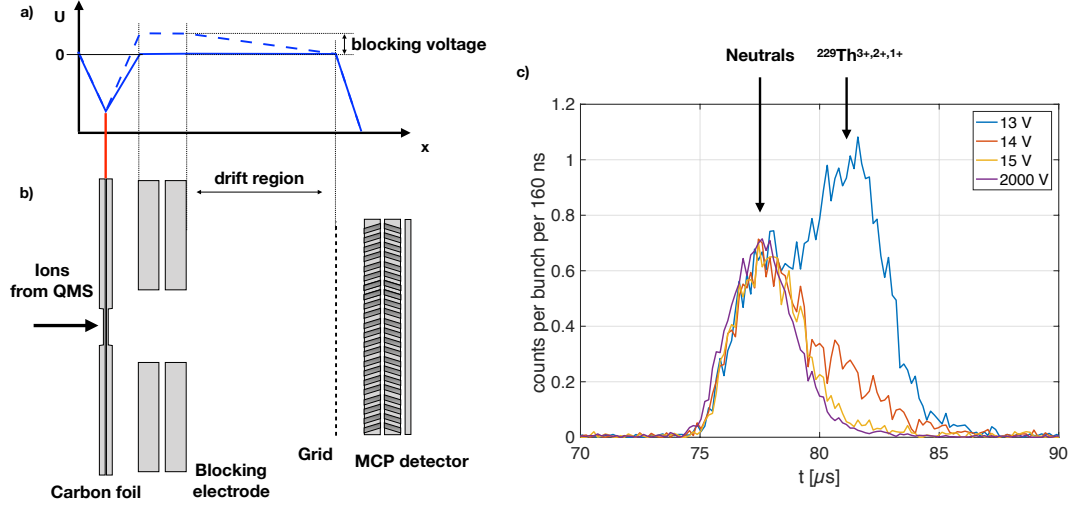 a)
U
0
blocking voltage
x
b)
drift region
Ions
from QMS
Carbon foil
Blocking
electrode
Grid
MCP detector
c)
Neutrals
²²⁹Th³⁺,²⁺,¹⁺
13 V
14 V
15 V
2000 V
counts per bunch per 160 ns
1.2
1
0.8
0.6
0.4
0.2
0
70 75 80 85 90
t [µs]